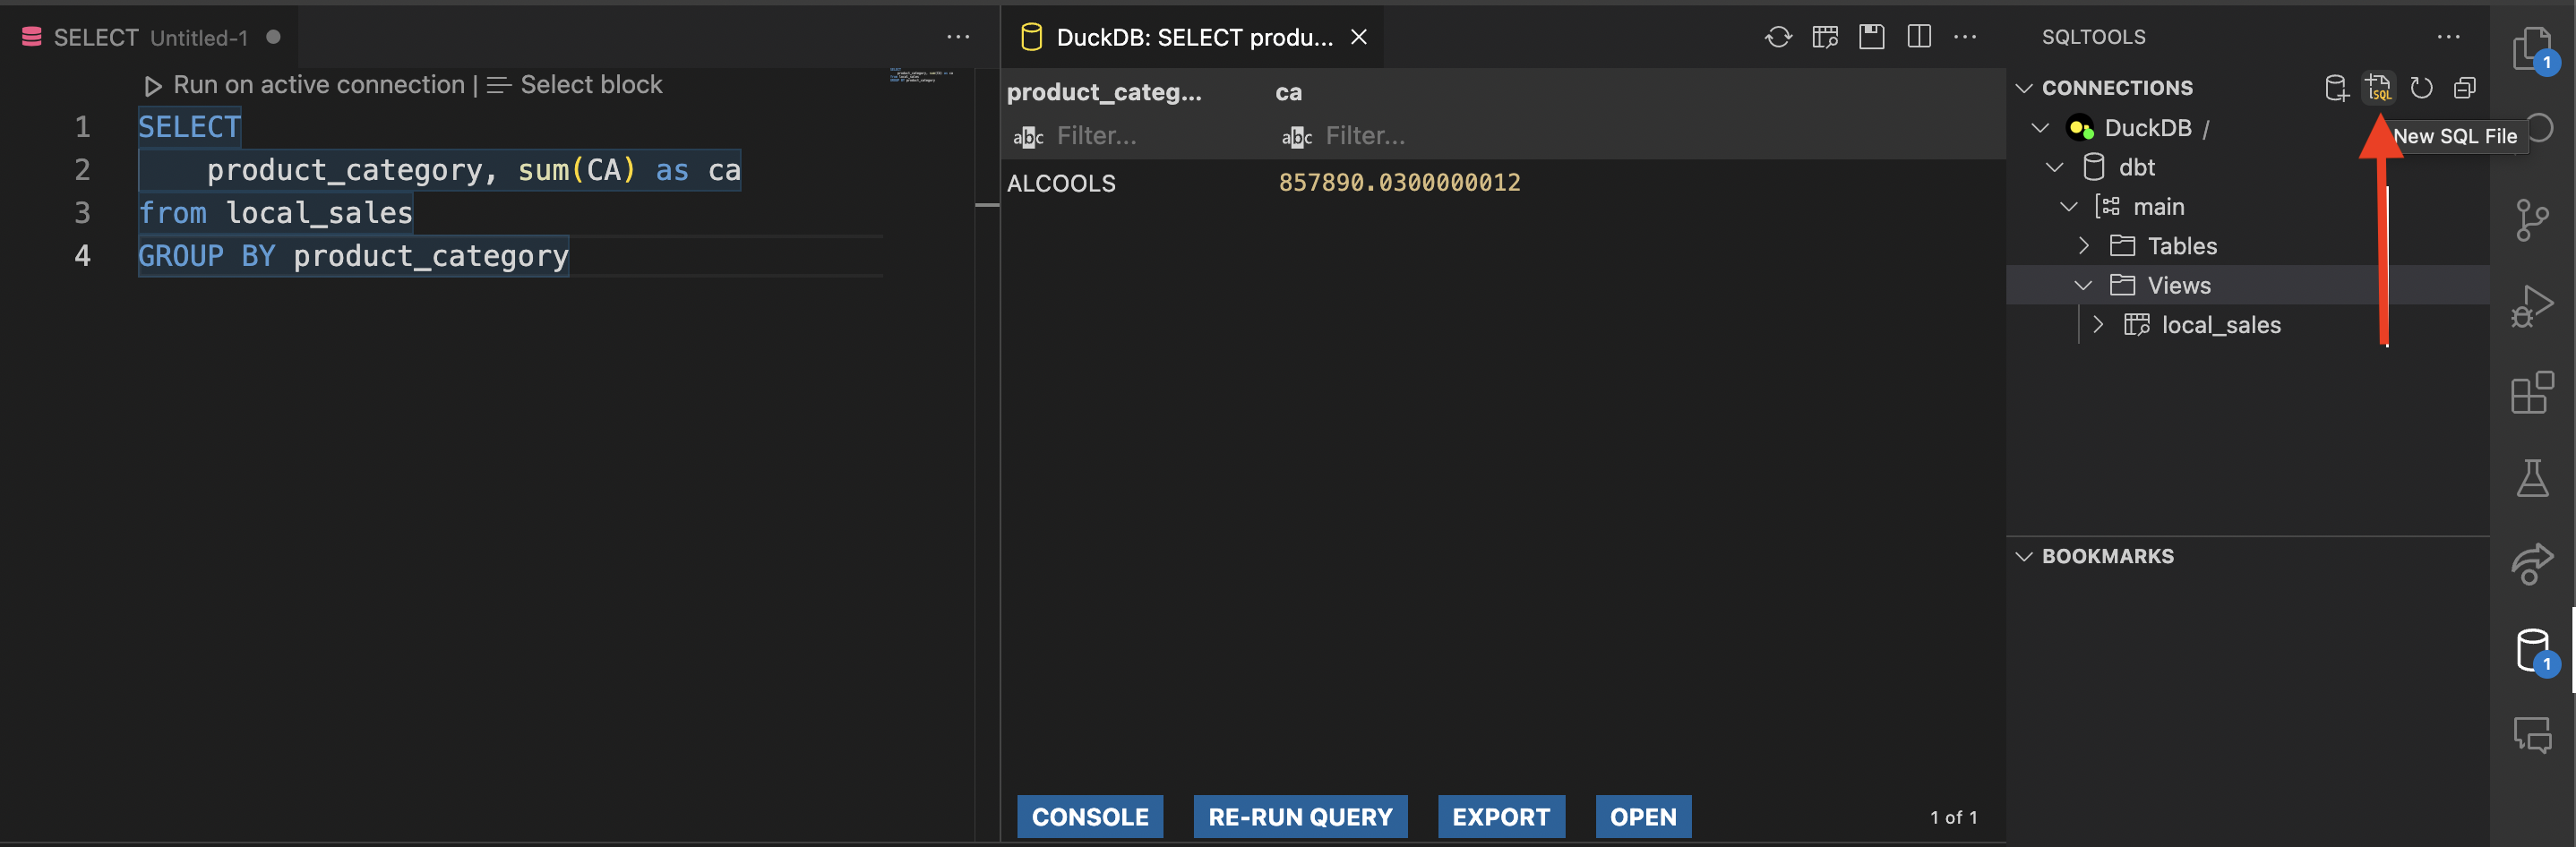 SELECT Untitled-1
Run on active connection | Select block
1 SELECT
2 product_category, sum(CA) as ca
3 from local_sales
4 GROUP BY product_category
DuckDB: SELECT produ...
product_categ... ca
abc Filter... abc Filter...
ALCOOLS 857890.0300000012
CONSOLE RE-RUN QUERY EXPORT OPEN 1 of 1
SQLTOOLS
CONNECTIONS
SQL
New SQL File
DuckDB /
dbt
main
Tables
Views
local_sales
BOOKMARKS
1
1